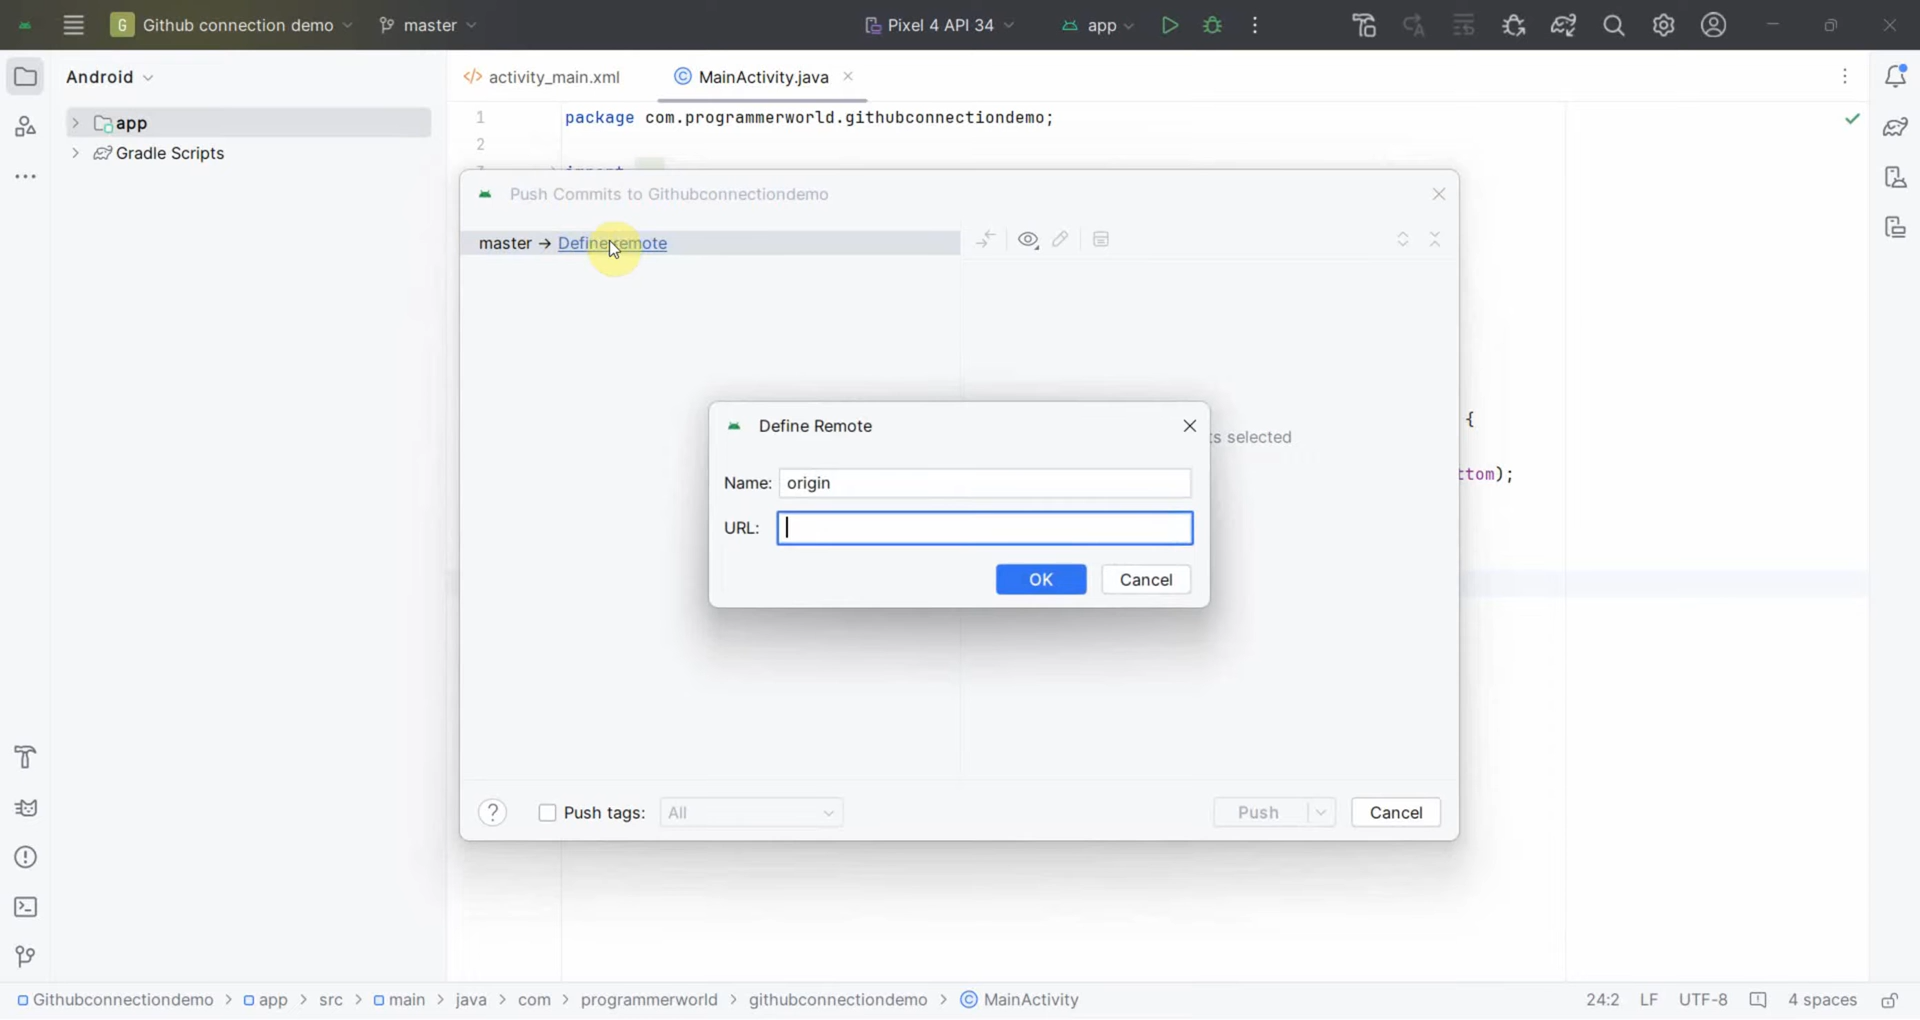 G Github connection demo master Pixel 4 API 34 app
Android
activity_main.xml MainActivity.java
app
Gradle Scripts
1 package com.programmerworld.githubconnectiondemo;
2
Push Commits to Githubconnectiondemo
master → Define remote
Define Remote
Name: origin
URL:
OK Cancel
selected
{
ttom);
? Push tags: All Push Cancel
Githubconnectiondemo > app > src > main > java > com > programmerworld > githubconnectiondemo > MainActivity 24:2 LF UTF-8 4 spaces